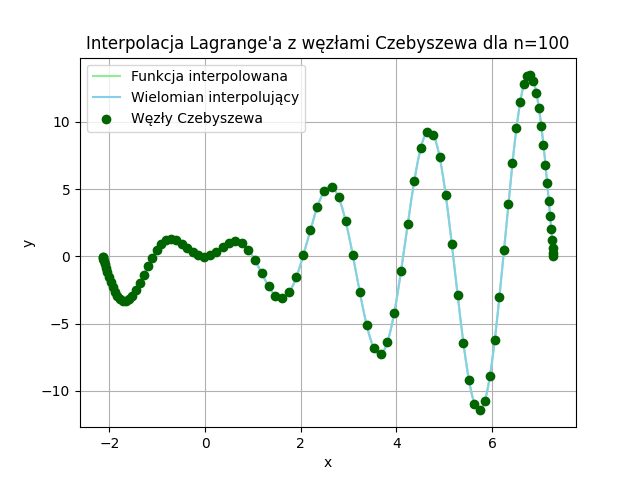 Interpolacja Lagrange'a z węzłami Czebyszewa dla n=100
Funkcja interpolowana
Wielomian interpolujący
Węzły Czebyszewa
10
5
0
−5
−10
y
−2
0
2
4
6
x